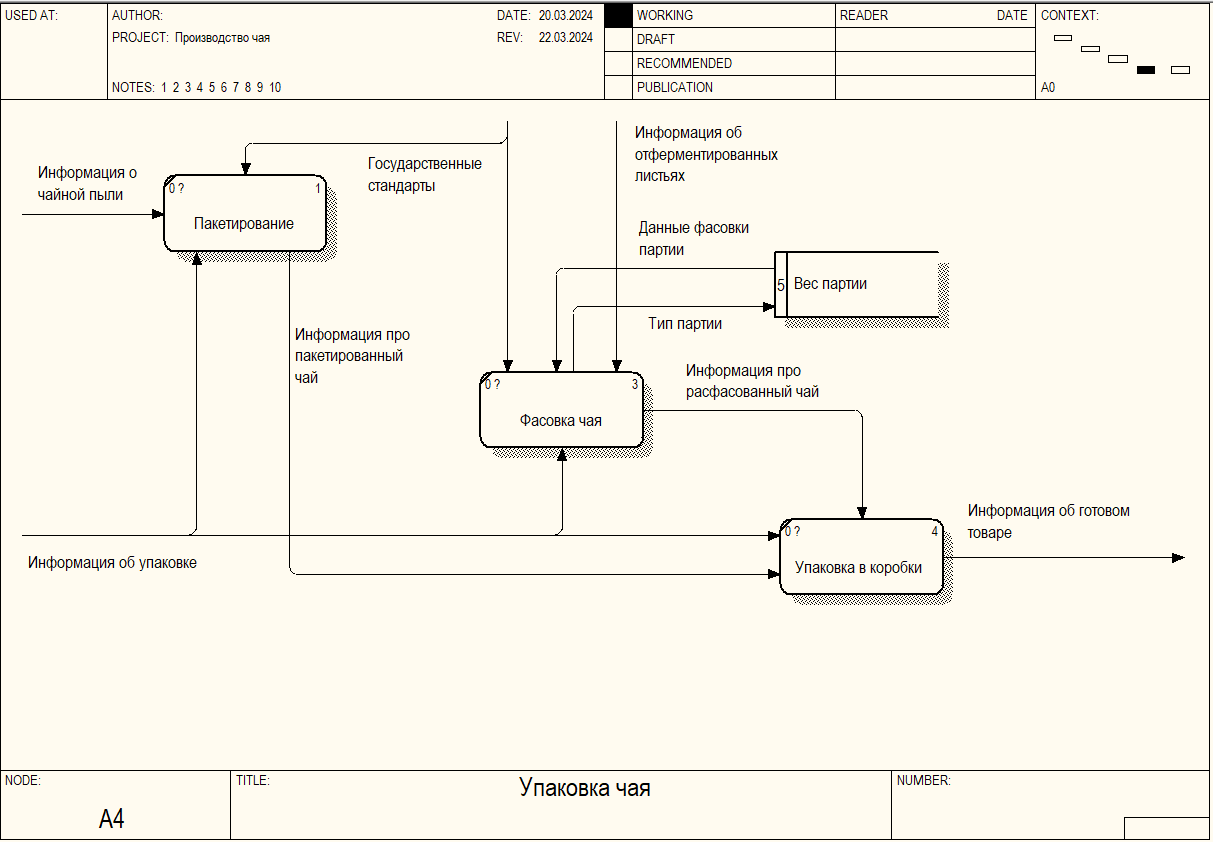 USED AT:
AUTHOR:
DATE: 20.03.2024
PROJECT: Производство чая
REV: 22.03.2024
NOTES: 1 2 3 4 5 6 7 8 9 10
WORKING
DRAFT
RECOMMENDED
PUBLICATION
READER
DATE
CONTEXT:
A0
Информация о
чайной пыли
0 ?
1
Пакетирование
Государственные
стандарты
Информация об
отферментированных
листьях
Данные фасовки
партии
5
Вес партии
Тип партии
Информация про
пакетированный
чай
0 ?
3
Фасовка чая
Информация про
расфасованный чай
Информация об упаковке
0 ?
4
Упаковка в коробки
Информация об готовом
товаре
NODE:
A4
TITLE:
Упаковка чая
NUMBER: